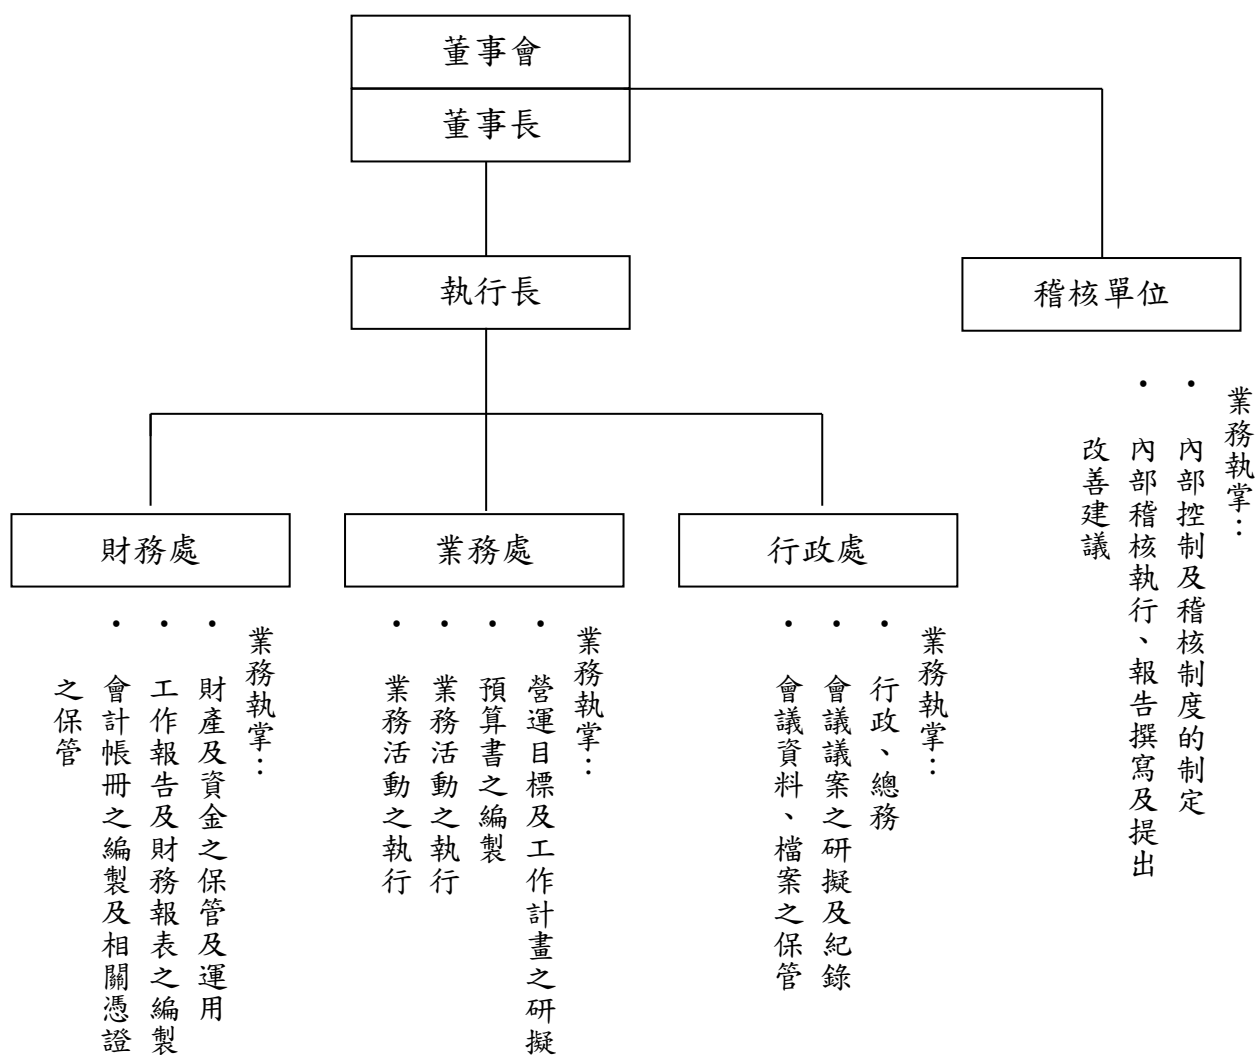 董事會
董事長
執行長
稽核單位
業務執掌：
• 內部控制及稽核制度的制定
• 內部稽核執行、報告撰寫及提出
改善建議
財務處
業務執掌：
• 財產及資金之保管及運用
• 工作報告及財務報表之編製
• 會計帳冊之編製及相關憑證
之保管
業務處
業務執掌：
• 營運目標及工作計畫之研擬
• 預算書之編製
• 業務活動之執行
• 業務活動之執行
行政處
業務執掌：
• 行政、總務
• 會議議案之研擬及紀錄
• 會議資料、檔案之保管